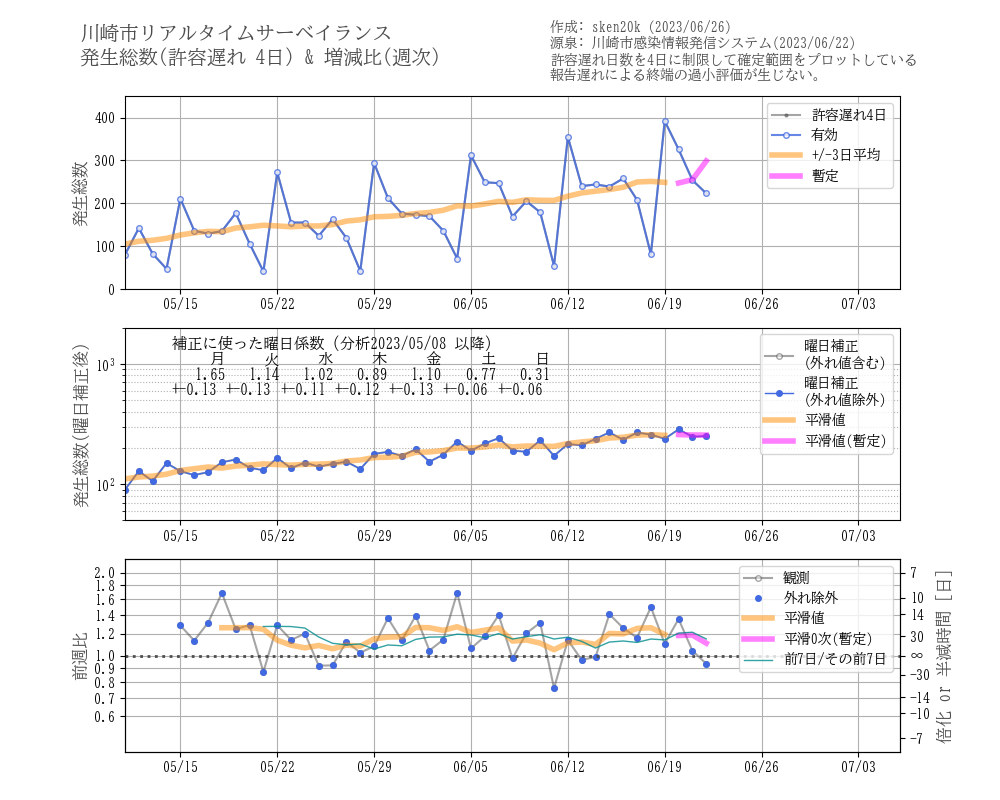 川崎市リアルタイムサーベイランス
発生総数(許容遅れ 4日) & 増減比(週次)
作成: sken20k (2023/06/26)
源泉: 川崎市感染情報発信システム(2023/06/22)
許容遅れ日数を4日に制限して確定範囲をプロットしている
報告遅れによる終端の過小評価が生じない。
発生総数
400
300
200
100
0
許容遅れ4日
有効
+/-3日平均
暫定
05/15 05/22 05/29 06/05 06/12 06/19 06/26 07/03
発生総数(曜日補正後)
10^3
10^2
補正に使った曜日係数 (分析2023/05/08 以降)
月 火 水 木 金 土 日
1.65 1.14 1.02 0.89 1.10 0.77 0.31
+-0.13 +-0.13 +-0.11 +-0.12 +-0.13 +-0.06 +-0.06
曜日補正
(外れ値含む)
曜日補正
(外れ値除外)
平滑値
平滑値(暫定)
05/15 05/22 05/29 06/05 06/12 06/19 06/26 07/03
前週比
2.0
1.8
1.6
1.4
1.2
1.0
0.9
0.8
0.7
0.6
観測
外れ除外
平滑値
平滑0次(暫定)
前7日/その前7日
7
10
14
30
∞
-30
-14
-10
-7
倍化 or 半減時間 [日]
05/15 05/22 05/29 06/05 06/12 06/19 06/26 07/03